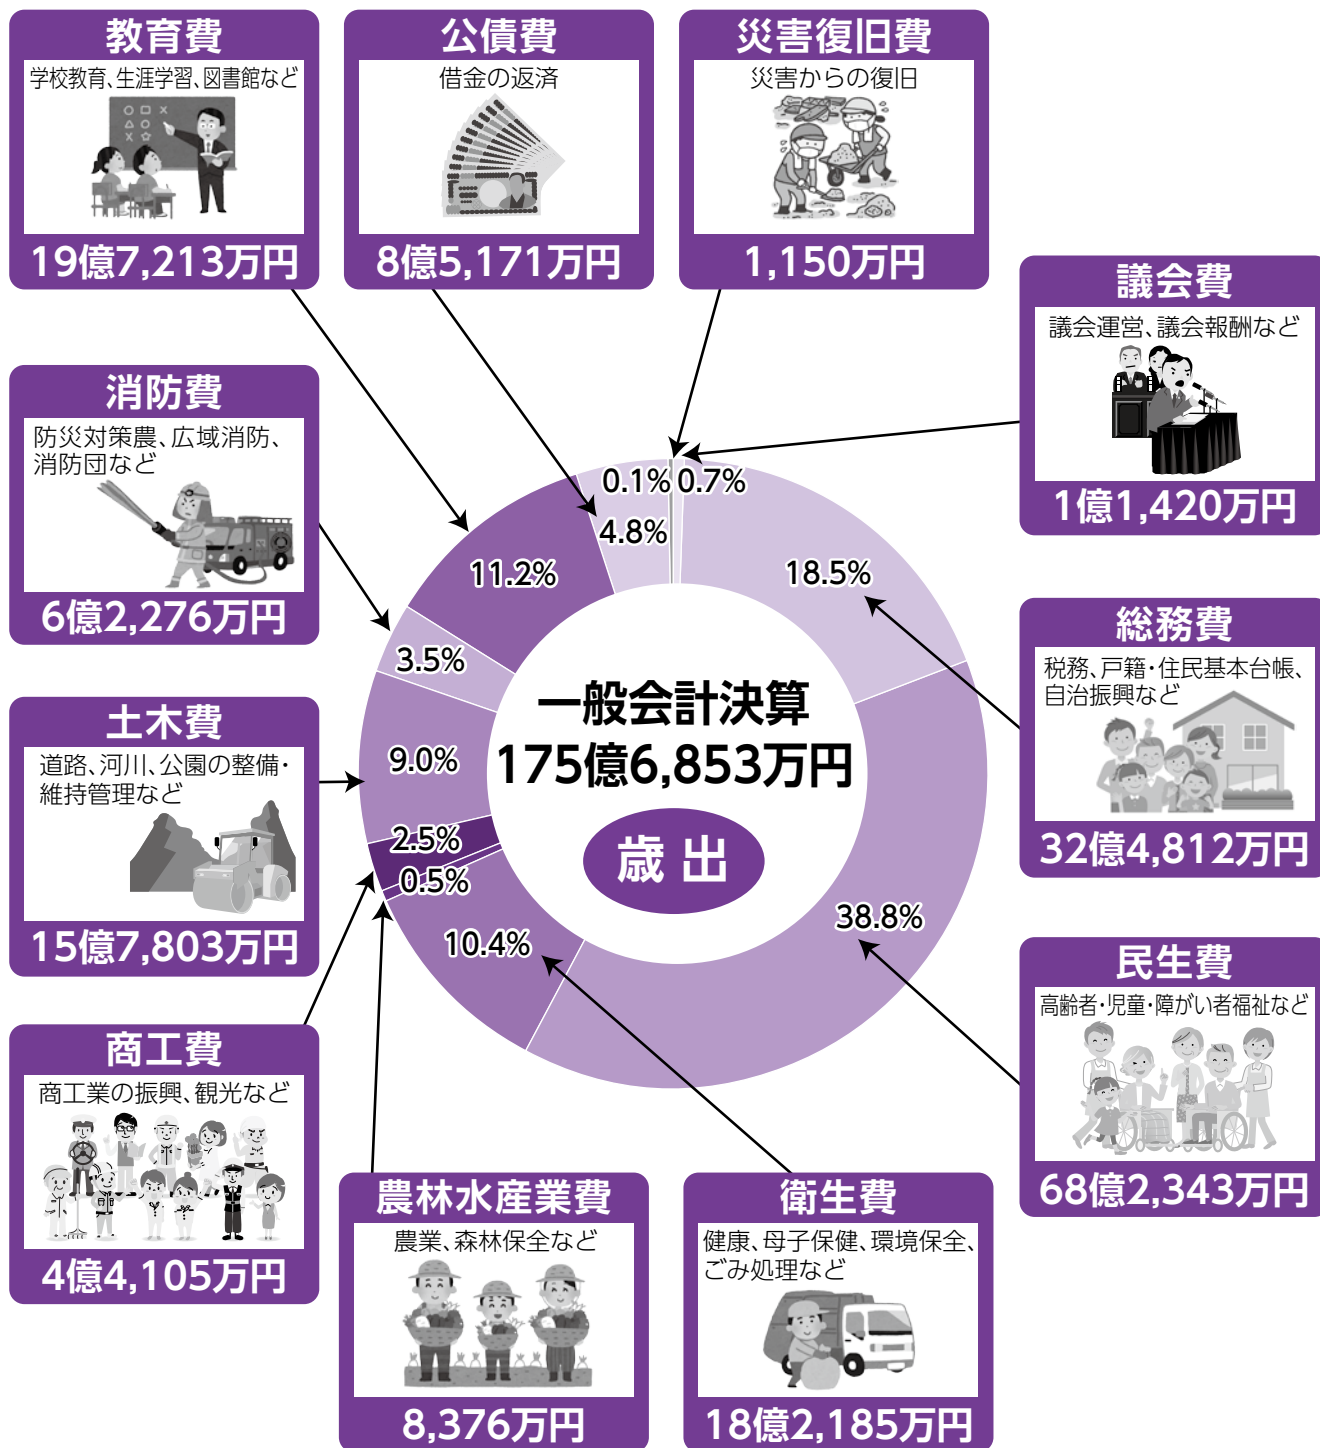 教育費
学校教育、生涯学習、図書館など
19億7,213万円
公債費
借金の返済
8億5,171万円
災害復旧費
災害からの復旧
1,150万円
議会費
議会運営、議会報酬など
1億1,420万円
消防費
防災対策農、広域消防、
消防団など
6億2,276万円
総務費
税務、戸籍・住民基本台帳、
自治振興など
32億4,812万円
土木費
道路、河川、公園の整備・
維持管理など
15億7,803万円
民生費
高齢者・児童・障がい者福祉など
68億2,343万円
商工費
商工業の振興、観光など
4億4,105万円
農林水産業費
農業、森林保全など
8,376万円
衛生費
健康、母子保健、環境保全、
ごみ処理など
18億2,185万円
0.1%
0.7%
4.8%
11.2%
18.5%
3.5%
9.0%
2.5%
0.5%
10.4%
38.8%
一般会計決算
175億6,853万円
歳出